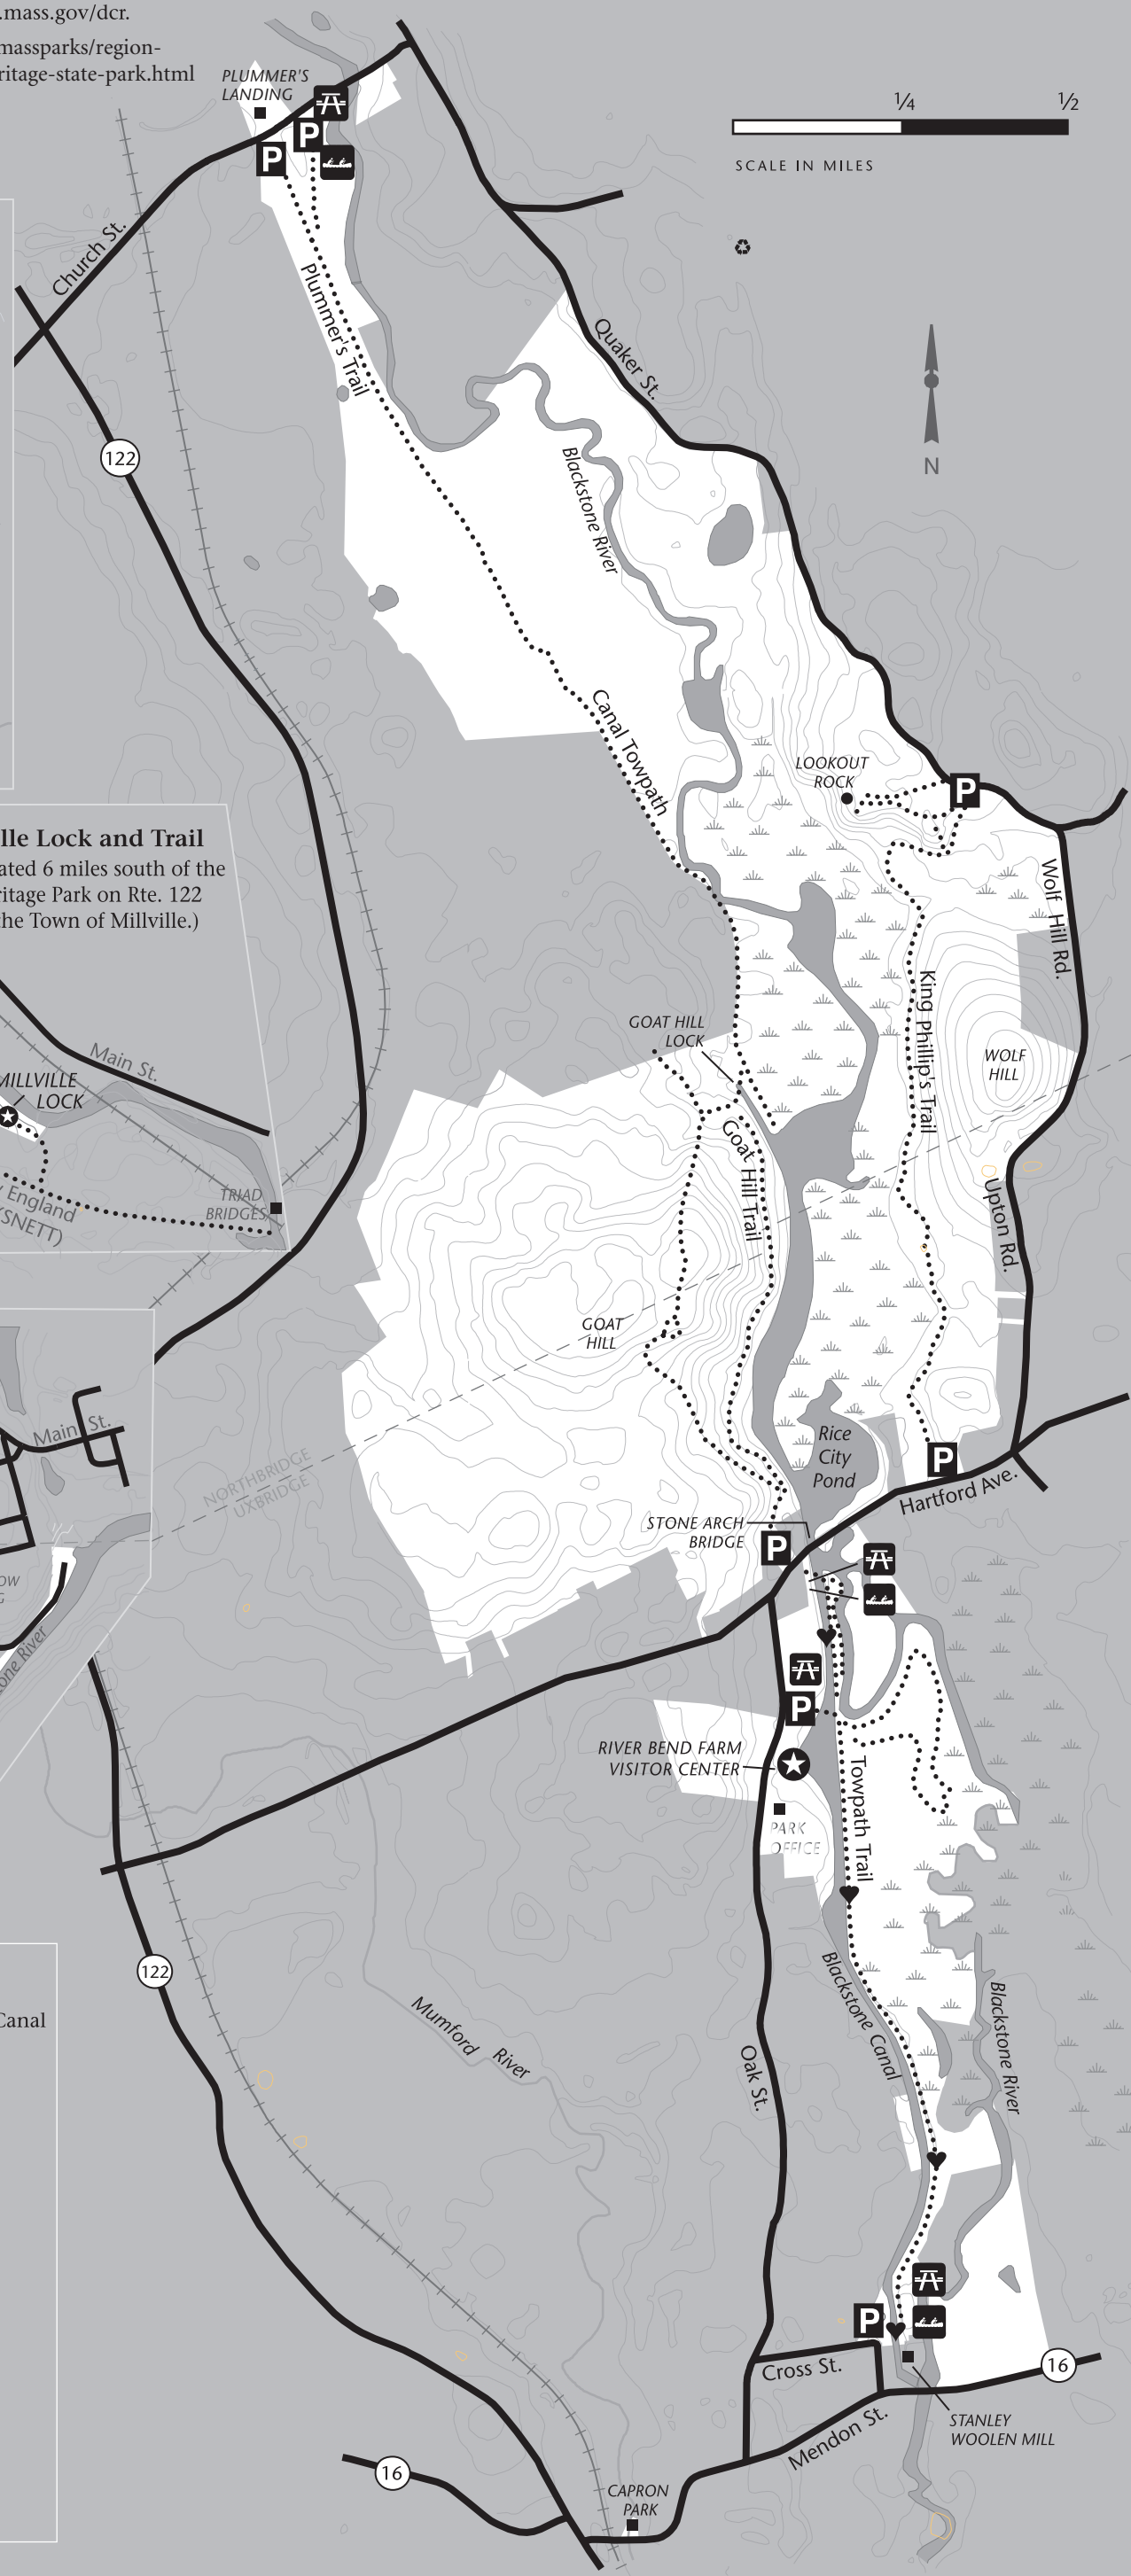 .mass.gov/dcr.
massparks/region-
ritage-state-park.html
PLUMMER'S
LANDING
P
P
1/4
1/2
SCALE IN MILES
Church St.
Plummer's Trail
Quaker St.
N
122
Blackstone River
Canal Towpath
LOOKOUT
ROCK
P
lle Lock and Trail
ated 6 miles south of the
ritage Park on Rte. 122
the Town of Millville.)
Wolf Hill Rd.
King Phillip's Trail
GOAT HILL
LOCK
Main St.
MILLVILLE
LOCK
WOLF
HILL
Goat Hill Trail
y England
(SNETT)
TRIAD
BRIDGES
Upton Rd.
GOAT
HILL
Main St.
Rice
City
Pond
NORTHBRIDGE
UXBRIDGE
P
Hartford Ave.
STONE ARCH
BRIDGE
P
OW
G
one River
P
RIVER BEND FARM
VISITOR CENTER
Towpath Trail
PARK
OFFICE
122
Blackstone Canal
Blackstone River
Canal
Mumford River
Oak St.
P
Cross St.
16
Mendon St.
STANLEY
WOOLEN MILL
16
CAPRON
PARK